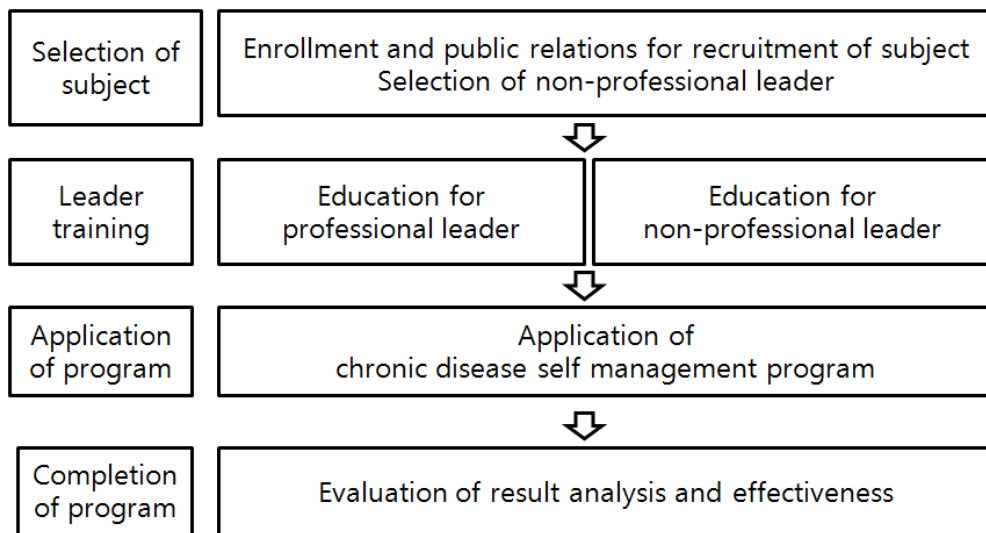 Selection of
subject
Enrollment and public relations for recruitment of subject
Selection of non-professional leader
Leader
training
Education for
professional leader
Education for
non-professional leader
Application
of program
Application of
chronic disease self management program
Completion
of program
Evaluation of result analysis and effectiveness